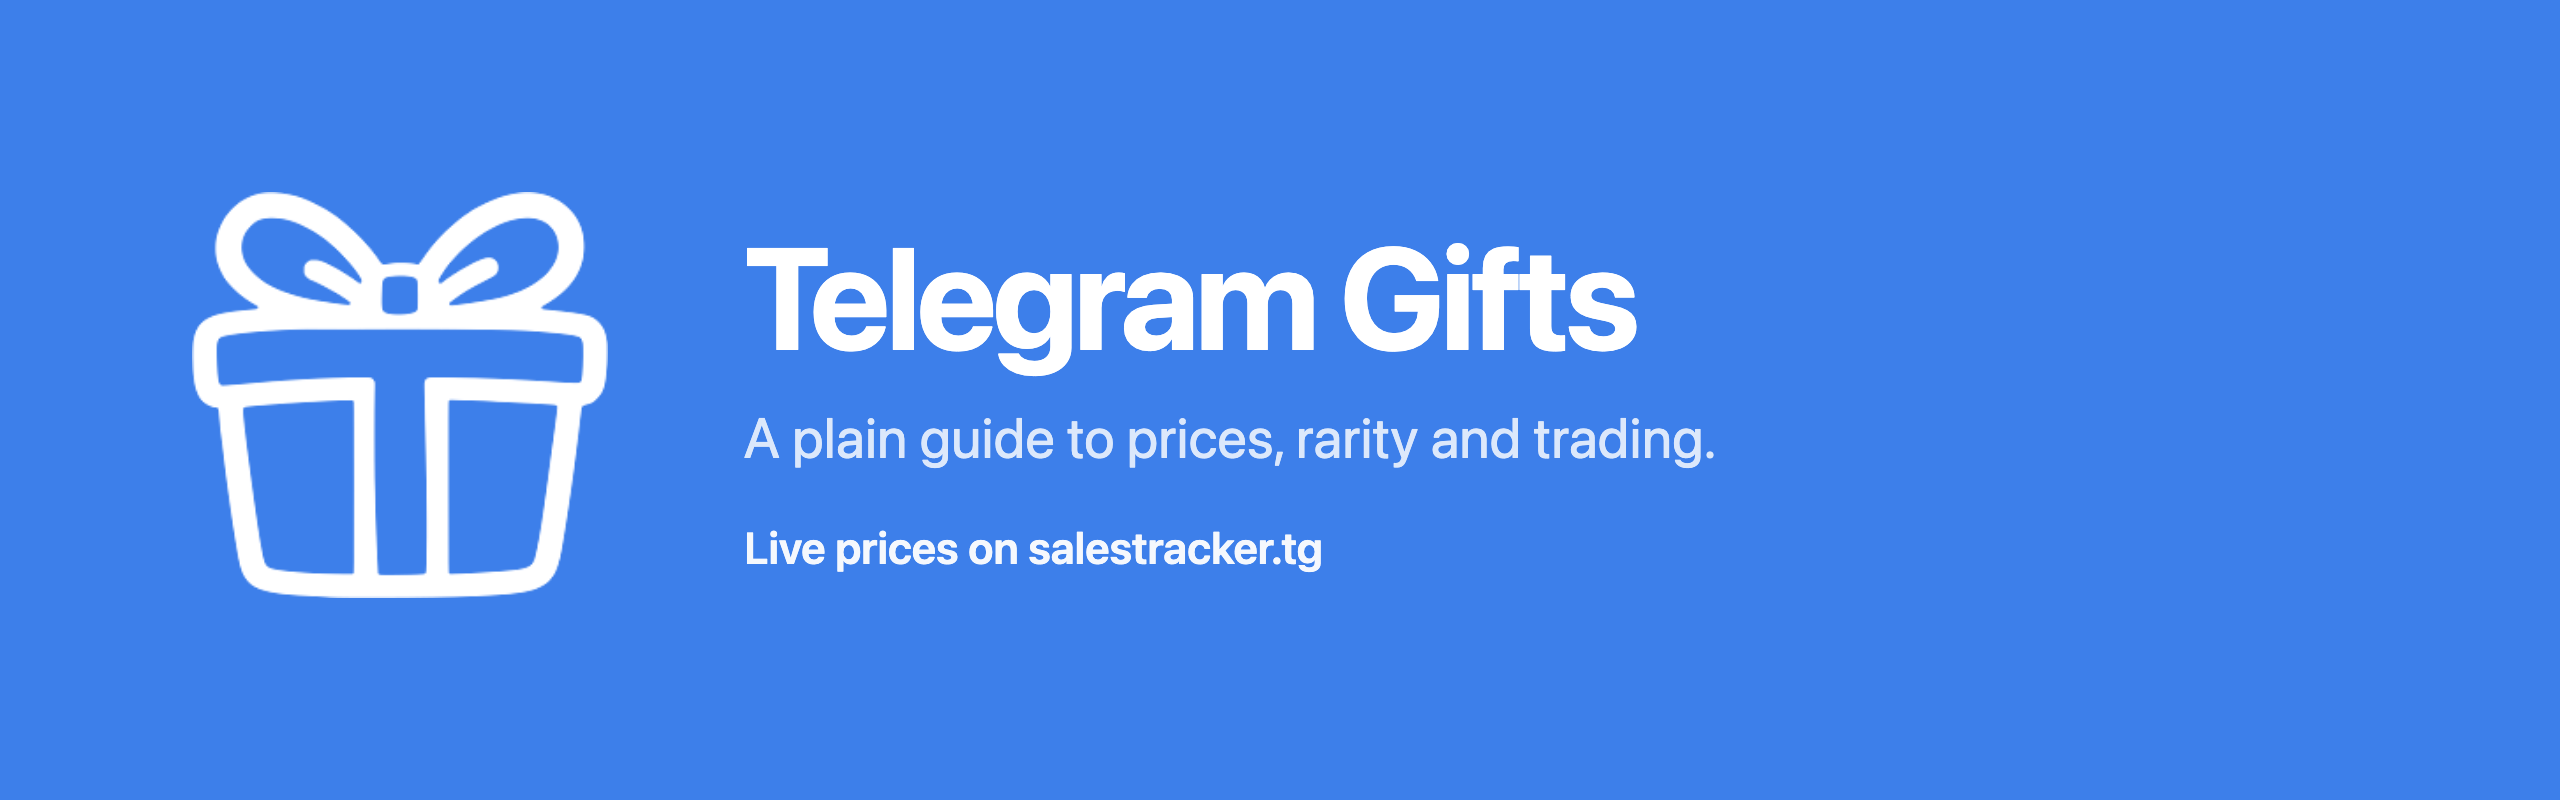 Telegram Gifts
A plain guide to prices, rarity and trading.
Live prices on salestracker.tg